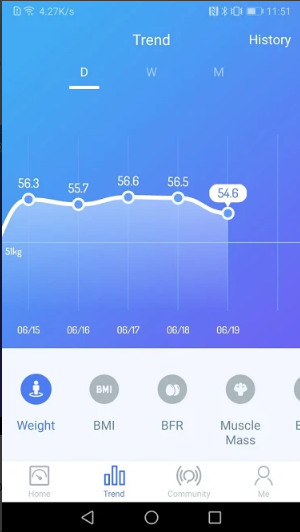 4.27K/s 11:51
Trend
History
D W M
56.3 55.7 56.6 56.5 54.6
51kg
06/15 06/16 06/17 06/18 06/19
BMI
Weight BMI BFR Muscle
Mass
Home Trend Community Me